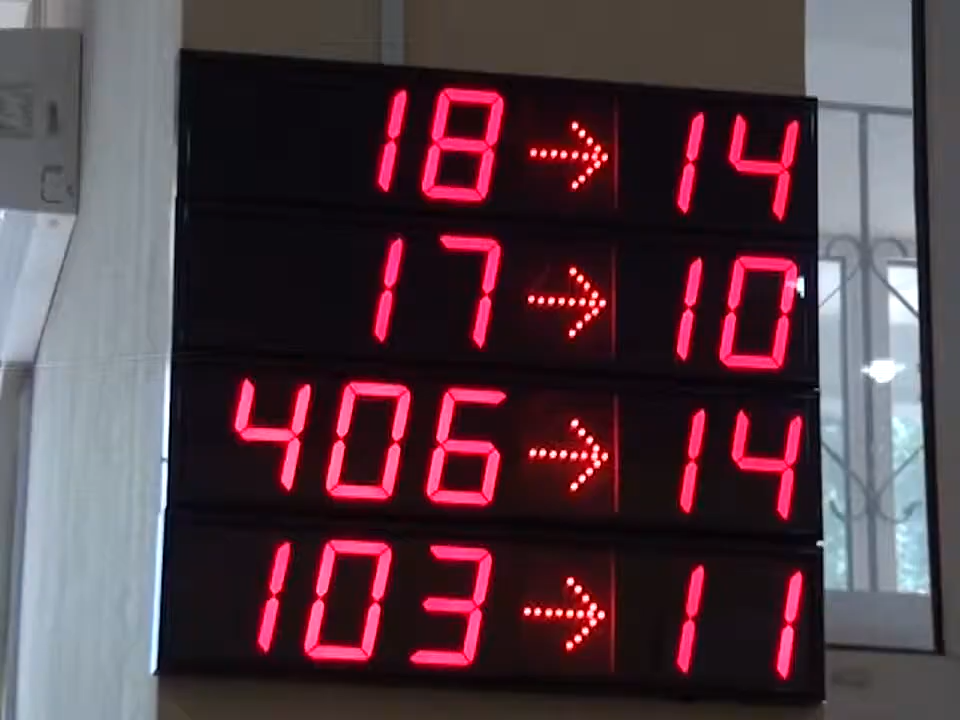 18 → 14
17 → 10
406 → 14
103 → 11